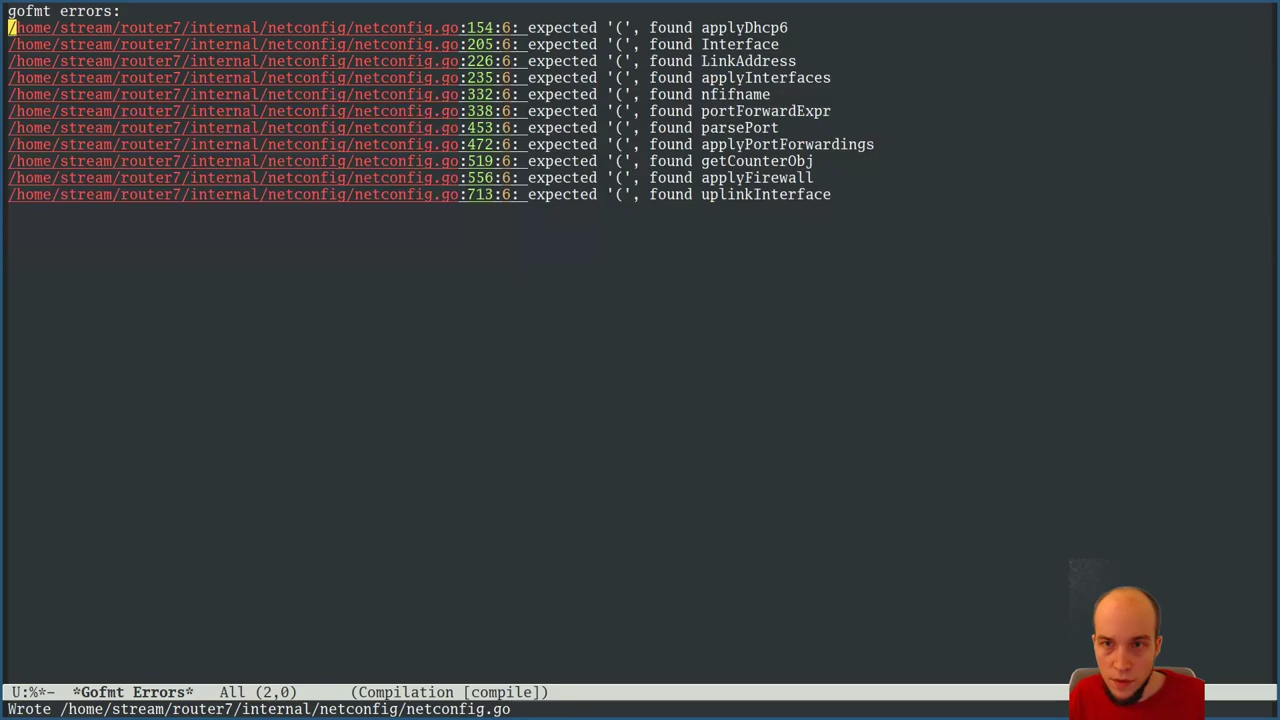 gofmt errors:
/home/stream/router7/internal/netconfig/netconfig.go:154:6: expected '(', found applyDhcp6
/home/stream/router7/internal/netconfig/netconfig.go:205:6: expected '(', found Interface
/home/stream/router7/internal/netconfig/netconfig.go:226:6: expected '(', found LinkAddress
/home/stream/router7/internal/netconfig/netconfig.go:235:6: expected '(', found applyInterfaces
/home/stream/router7/internal/netconfig/netconfig.go:332:6: expected '(', found nfifname
/home/stream/router7/internal/netconfig/netconfig.go:338:6: expected '(', found portForwardExpr
/home/stream/router7/internal/netconfig/netconfig.go:453:6: expected '(', found parsePort
/home/stream/router7/internal/netconfig/netconfig.go:472:6: expected '(', found applyPortForwardings
/home/stream/router7/internal/netconfig/netconfig.go:519:6: expected '(', found getCounterObj
/home/stream/router7/internal/netconfig/netconfig.go:556:6: expected '(', found applyFirewall
/home/stream/router7/internal/netconfig/netconfig.go:713:6: expected '(', found uplinkInterface
U:%*-  *Gofmt Errors*   All (2,0)      (Compilation [compile])
Wrote /home/stream/router7/internal/netconfig/netconfig.go